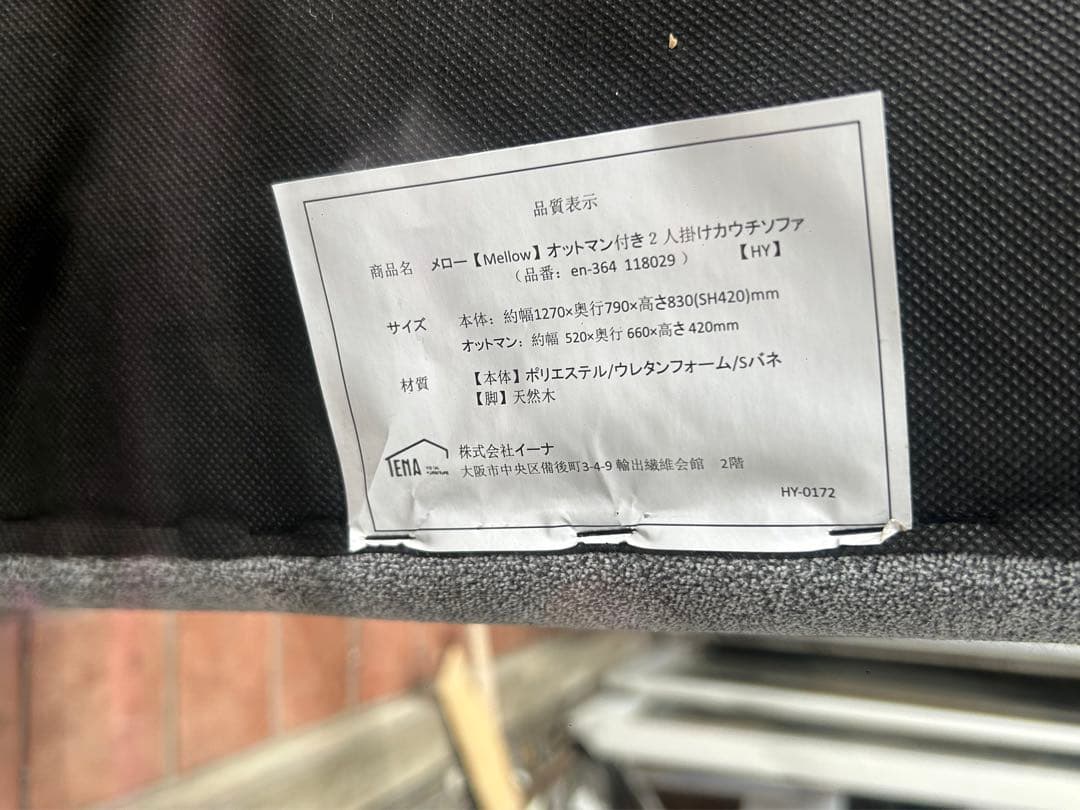 品質表示
商品名 メロー【Mellow】オットマン付き2人掛けカウチソファ
（品番：en-364 118029） 【HY】
サイズ 本体：約幅1270×奥行790×高さ830(SH420)mm
オットマン：約幅 520×奥行 660×高さ 420mm
材質 【本体】ポリエステル/ウレタンフォーム/Sバネ
【脚】天然木
IENA
株式会社イーナ
大阪市中央区備後町3-4-9 輸出繊維会館 2階
HY-0172